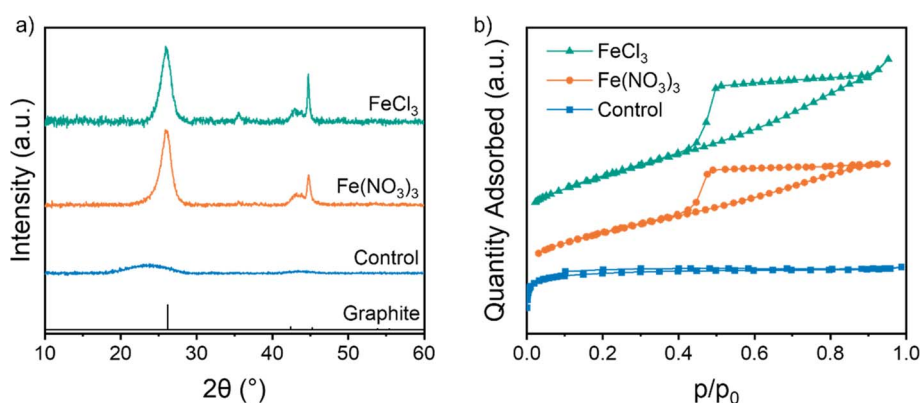 a)
Intensity (a.u.)
FeCl₃
Fe(NO₃)₃
Control
Graphite
10 20 30 40 50 60
2θ (°)
b)
Quantity Adsorbed (a.u.)
FeCl₃
Fe(NO₃)₃
Control
0.0 0.2 0.4 0.6 0.8 1.0
p/p₀